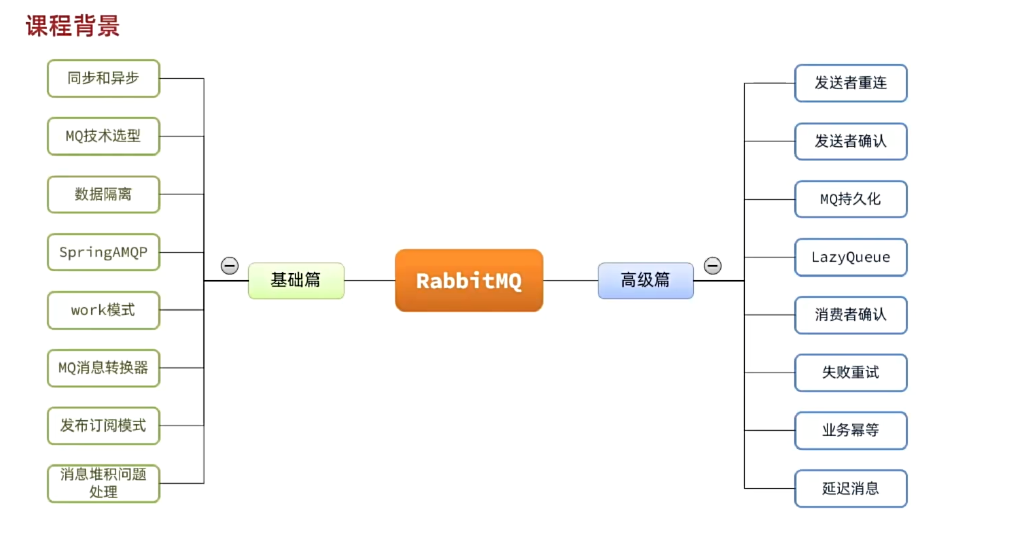 课程背景
同步和异步
MQ技术选型
数据隔离
SpringAMQP
work模式
MQ消息转换器
发布订阅模式
消息堆积问题
处理
基础篇
RabbitMQ
高级篇
发送者重连
发送者确认
MQ持久化
LazyQueue
消费者确认
失败重试
业务幂等
延迟消息